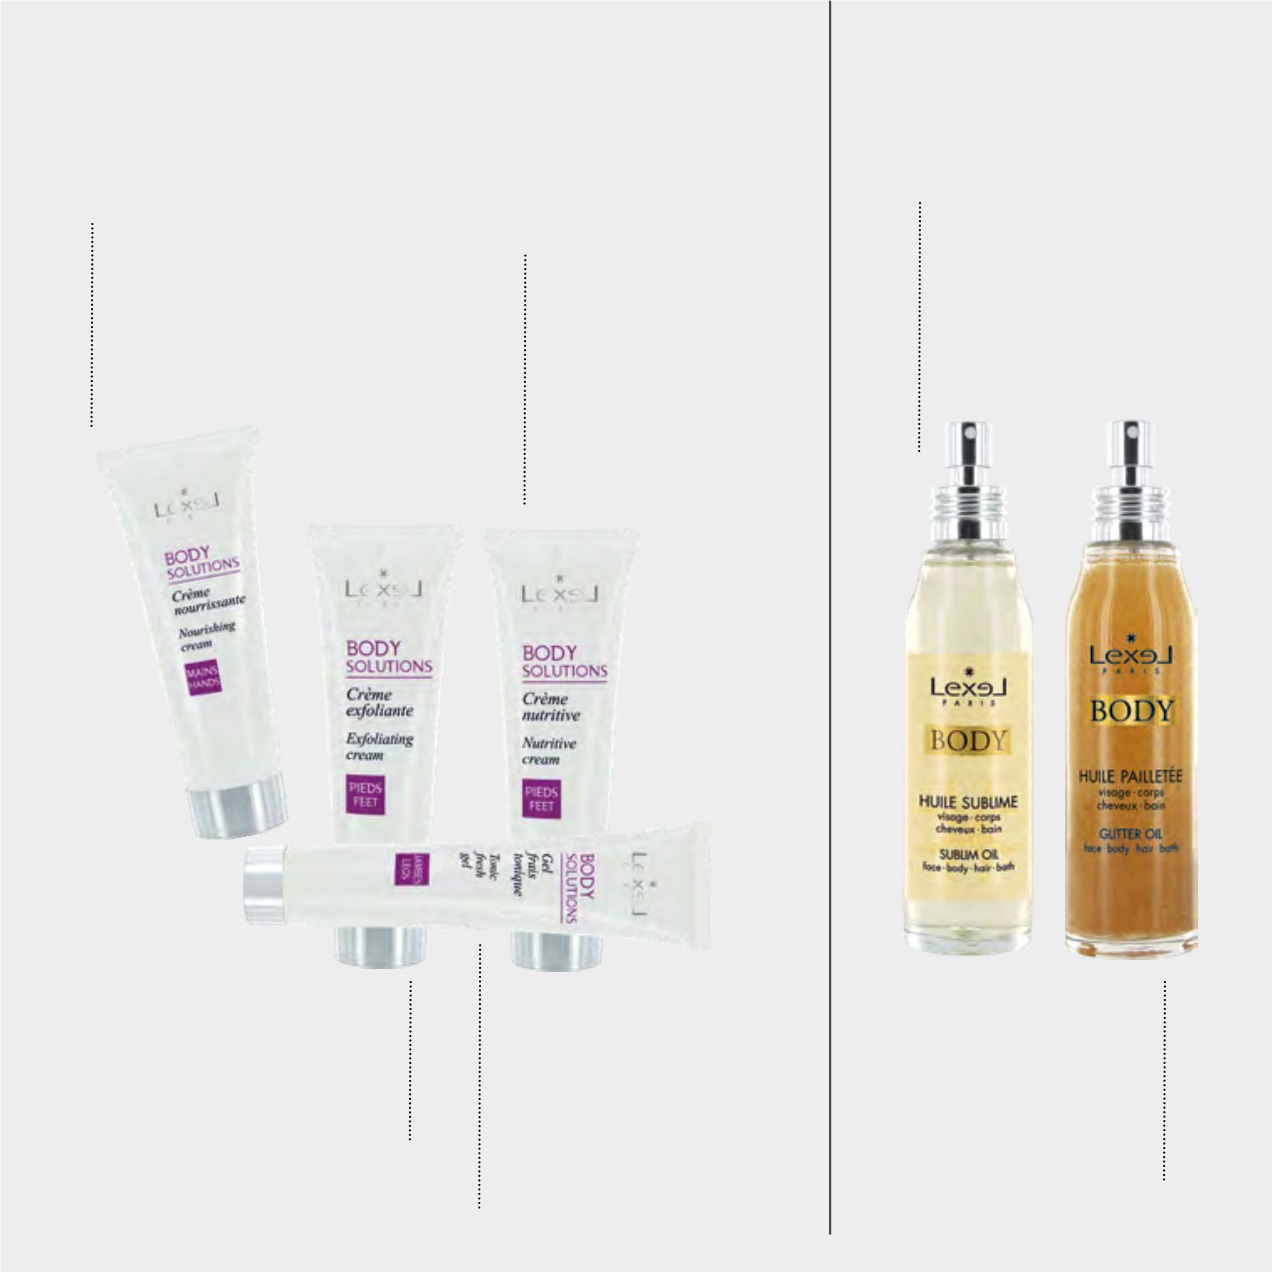 Lexel
BODY
SOLUTIONS
Crème
nourrissante
Nourishing
cream
MAINS
HANDS
Lexel
BODY
SOLUTIONS
Crème
exfoliante
Exfoliating
cream
PIEDS
FEET
Lexel
BODY
SOLUTIONS
Crème
nutritive
Nutritive
cream
PIEDS
FEET
Lexel
BODY
SOLUTIONS
Gel
frais
tonique
Tonic
fresh
gel
JAMBES
LEGS
Lexel
PARIS
BODY
HUILE SUBLIME
visage · corps
cheveux · bain
SUBLIM OIL
face · body · hair · bath
Lexel
PARIS
BODY
HUILE PAILLETÉE
visage · corps
cheveux · bain
GLITTER OIL
face · body · hair · bath